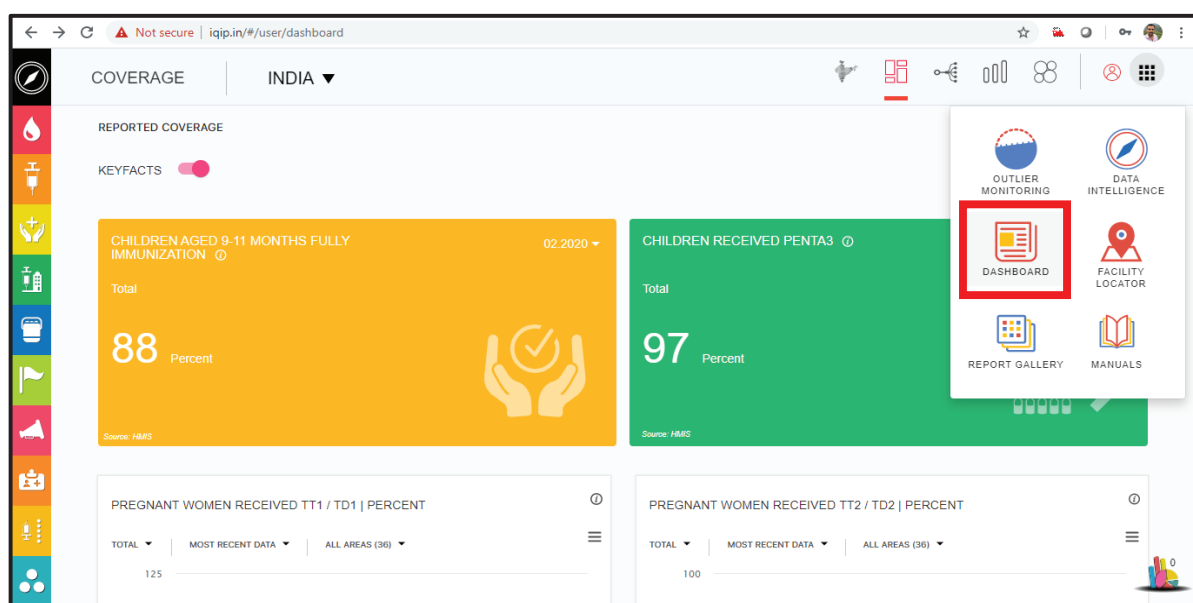 Not secure | iqip.in/#/user/dashboard
COVERAGE
INDIA ▼
REPORTED COVERAGE
KEYFACTS
CHILDREN AGED 9-11 MONTHS FULLY
IMMUNIZATION
02.2020
Total
88 Percent
Source: HMIS
CHILDREN RECEIVED PENTA3
Total
97 Percent
Source: HMIS
OUTLIER
MONITORING
DATA
INTELLIGENCE
DASHBOARD
FACILITY
LOCATOR
REPORT GALLERY
MANUALS
PREGNANT WOMEN RECEIVED TT1 / TD1 | PERCENT
TOTAL
MOST RECENT DATA
ALL AREAS (36)
125
PREGNANT WOMEN RECEIVED TT2 / TD2 | PERCENT
TOTAL
MOST RECENT DATA
ALL AREAS (36)
100
0